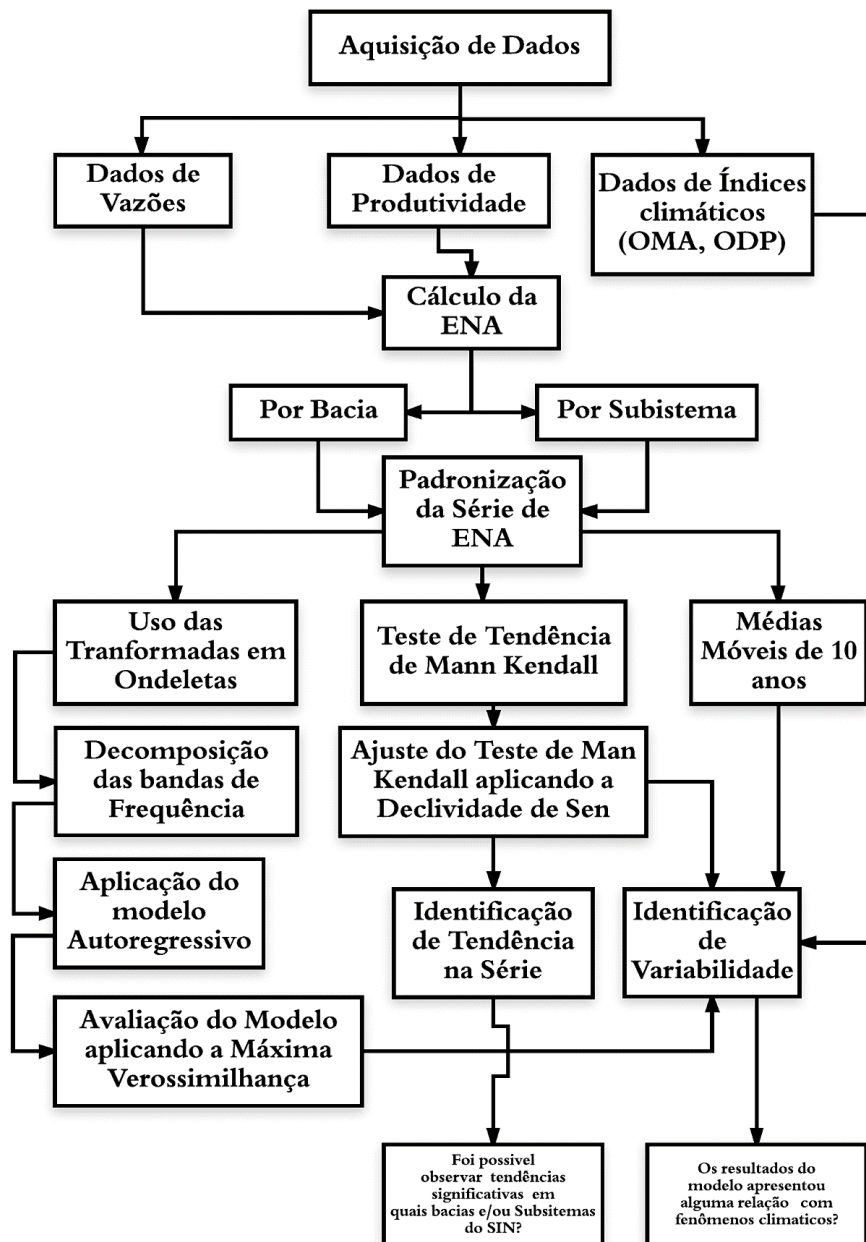 Aquisição de Dados
Dados de
Vazões
Dados de
Produtividade
Dados de Índices
climáticos
(OMA, ODP)
Cálculo da
ENA
Por Bacia
Por Subistema
Padronização
da Série de
ENA
Uso das
Tranformadas em
Ondeletas
Teste de Tendência
de Mann Kendall
Médias
Móveis de 10
anos
Decomposição
das bandas de
Frequência
Ajuste do Teste de Man
Kendall aplicando a
Declividade de Sen
Aplicação do
modelo
Autoregressivo
Identificação
de Tendência
na Série
Identificação
de
Variabilidade
Avaliação do Modelo
aplicando a Máxima
Verossimilhança
Foi possivel
observar tendências
significativas em
quais bacias e/ou Subsitemas
do SIN?
Os resultados do
modelo apresentou
alguma relação com
fenômenos climaticos?